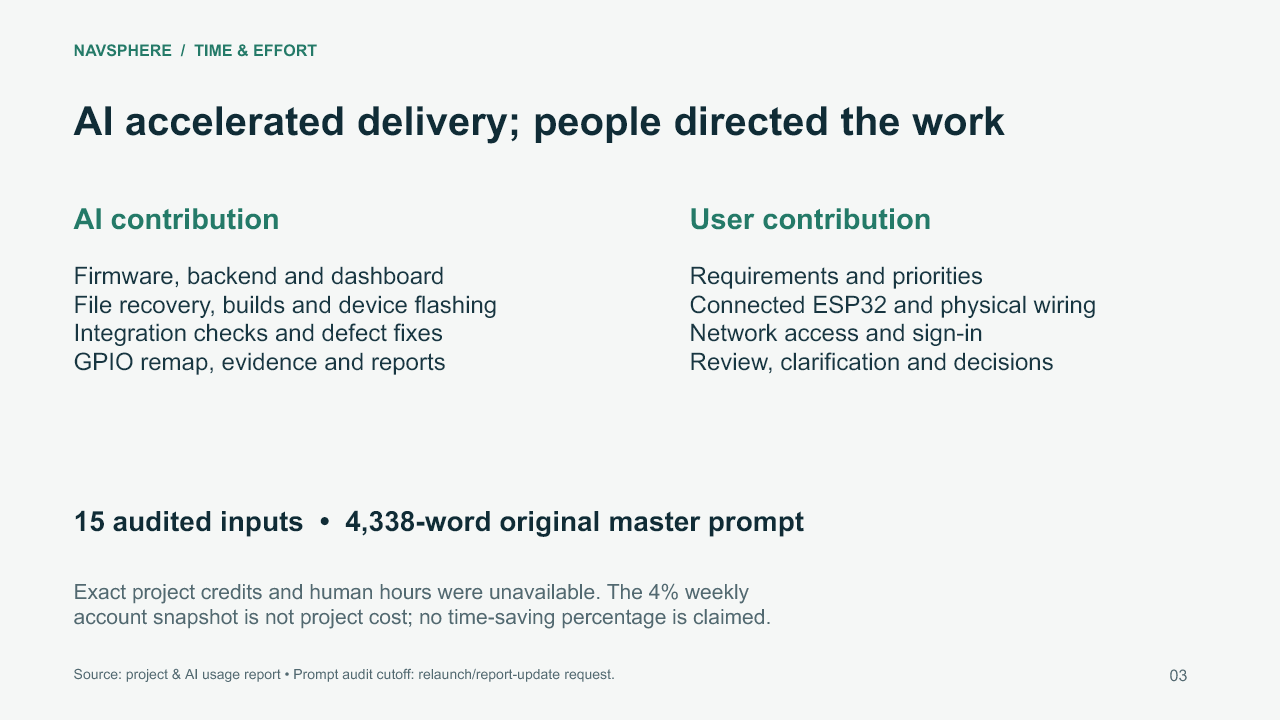 NAVSPHERE / TIME & EFFORT
AI accelerated delivery; people directed the work
AI contribution
Firmware, backend and dashboard
File recovery, builds and device flashing
Integration checks and defect fixes
GPIO remap, evidence and reports
User contribution
Requirements and priorities
Connected ESP32 and physical wiring
Network access and sign-in
Review, clarification and decisions
15 audited inputs • 4,338-word original master prompt
Exact project credits and human hours were unavailable. The 4% weekly
account snapshot is not project cost; no time-saving percentage is claimed.
Source: project & AI usage report • Prompt audit cutoff: relaunch/report-update request.
03